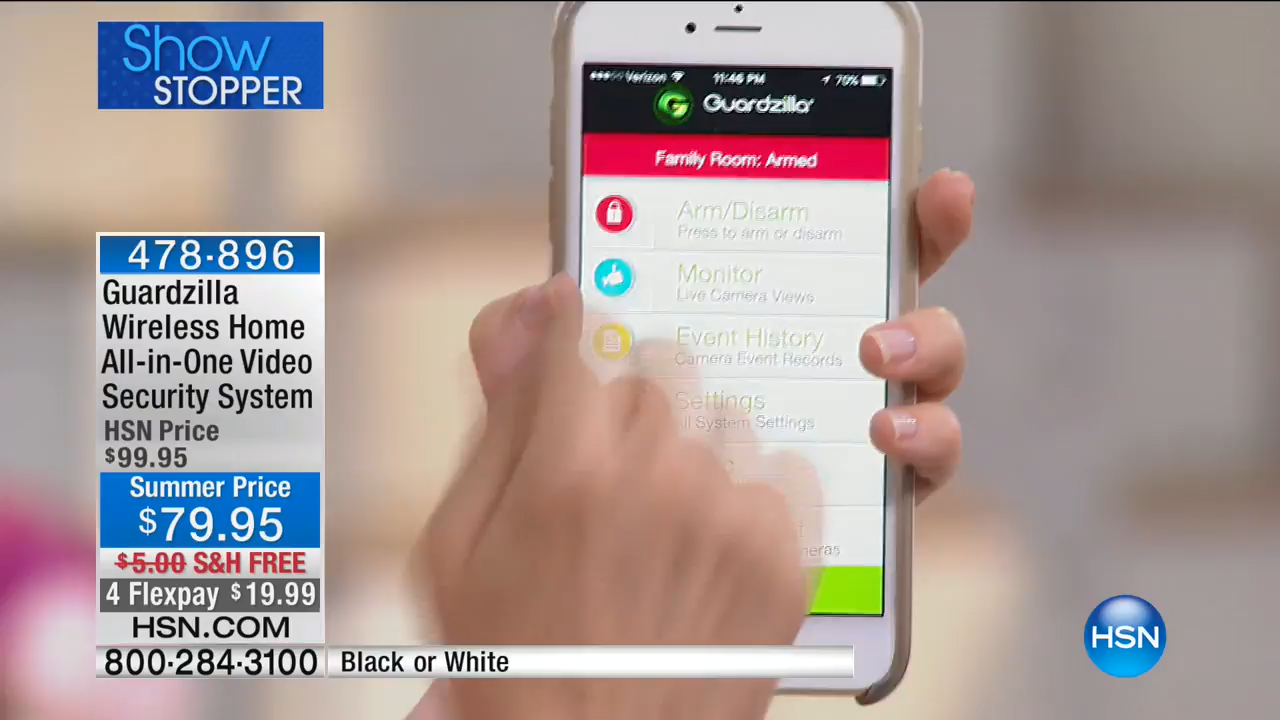 Show
STOPPER
478-896
Guardzilla
Wireless Home
All-in-One Video
Security System
HSN Price
$99.95
Summer Price
$79.95
$5.00 S&H FREE
4 Flexpay $19.99
HSN.COM
800-284-3100
Black or White
Verizon 11:46 PM 70%
G Guardzilla
Family Room: Armed
Arm/Disarm
Press to arm or disarm
Monitor
Live Camera Views
Event History
Camera Event Records
Settings
All System Settings
HSN